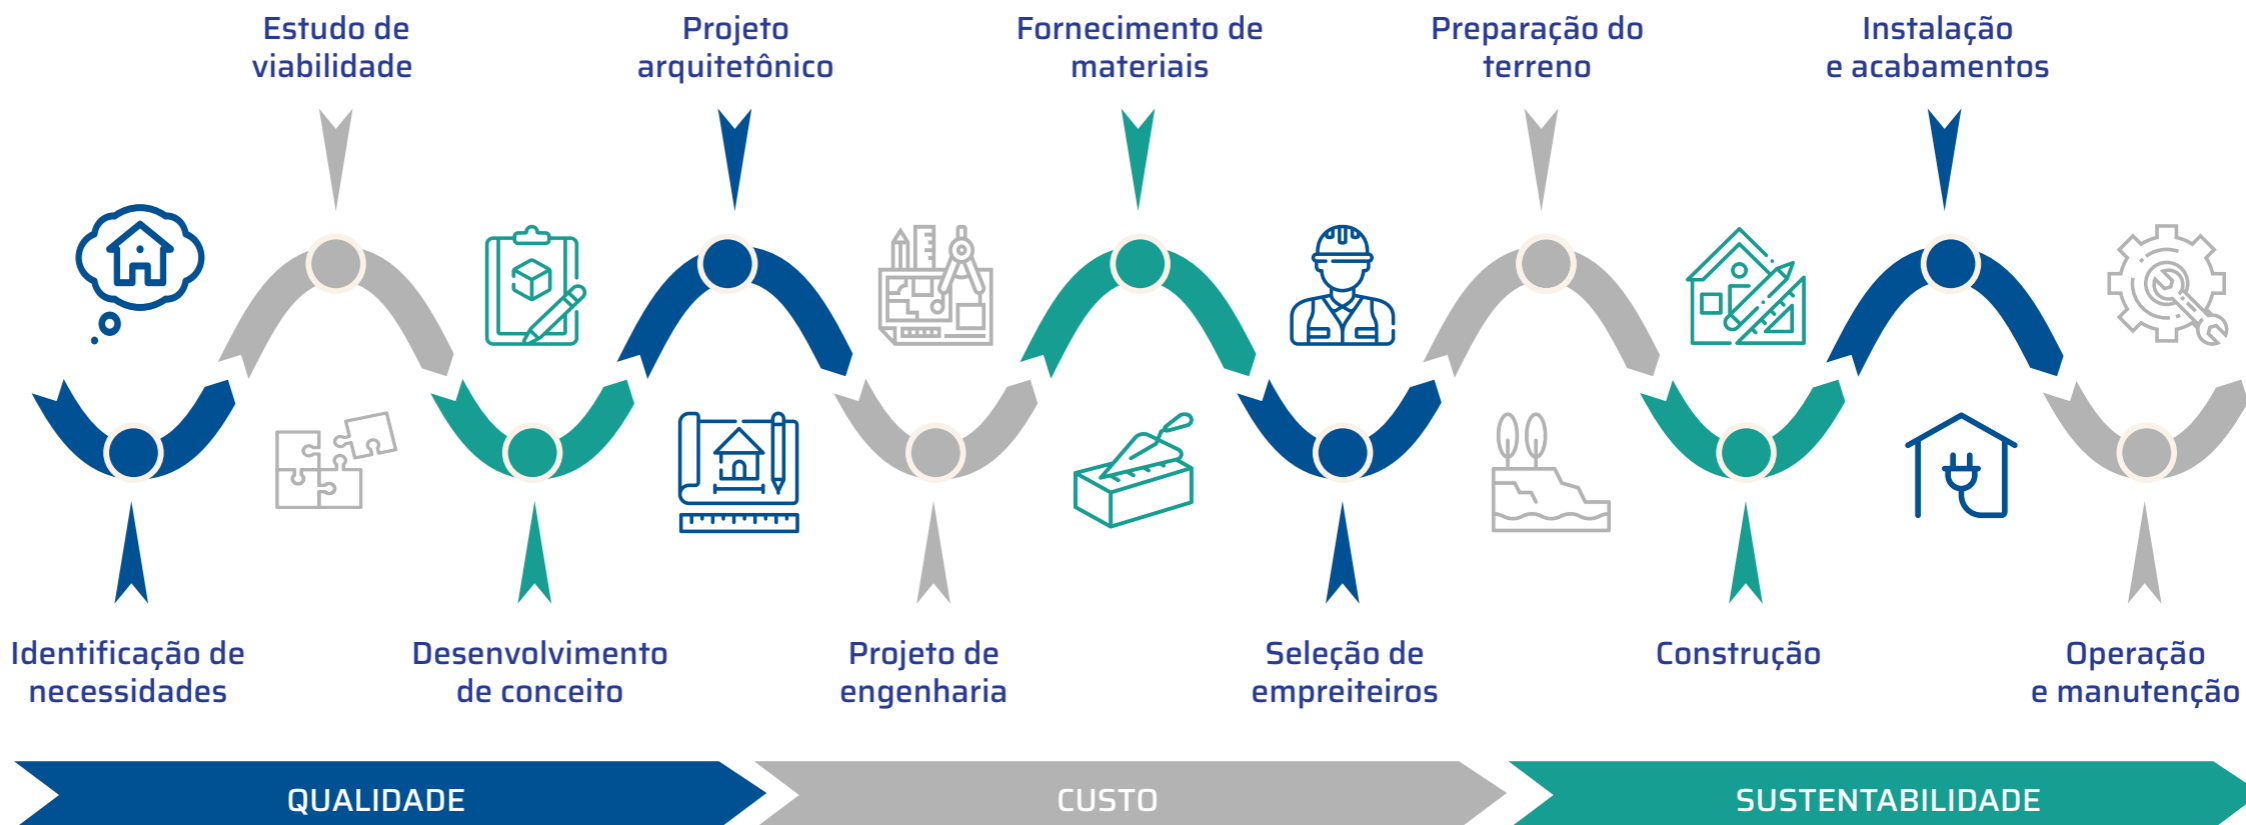 Estudo de
viabilidade
Projeto
arquitetônico
Fornecimento de
materiais
Preparação do
terreno
Instalação
e acabamentos
Identificação de
necessidades
Desenvolvimento
de conceito
Projeto de
engenharia
Seleção de
empreiteiros
Construção
Operação
e manutenção
QUALIDADE
CUSTO
SUSTENTABILIDADE